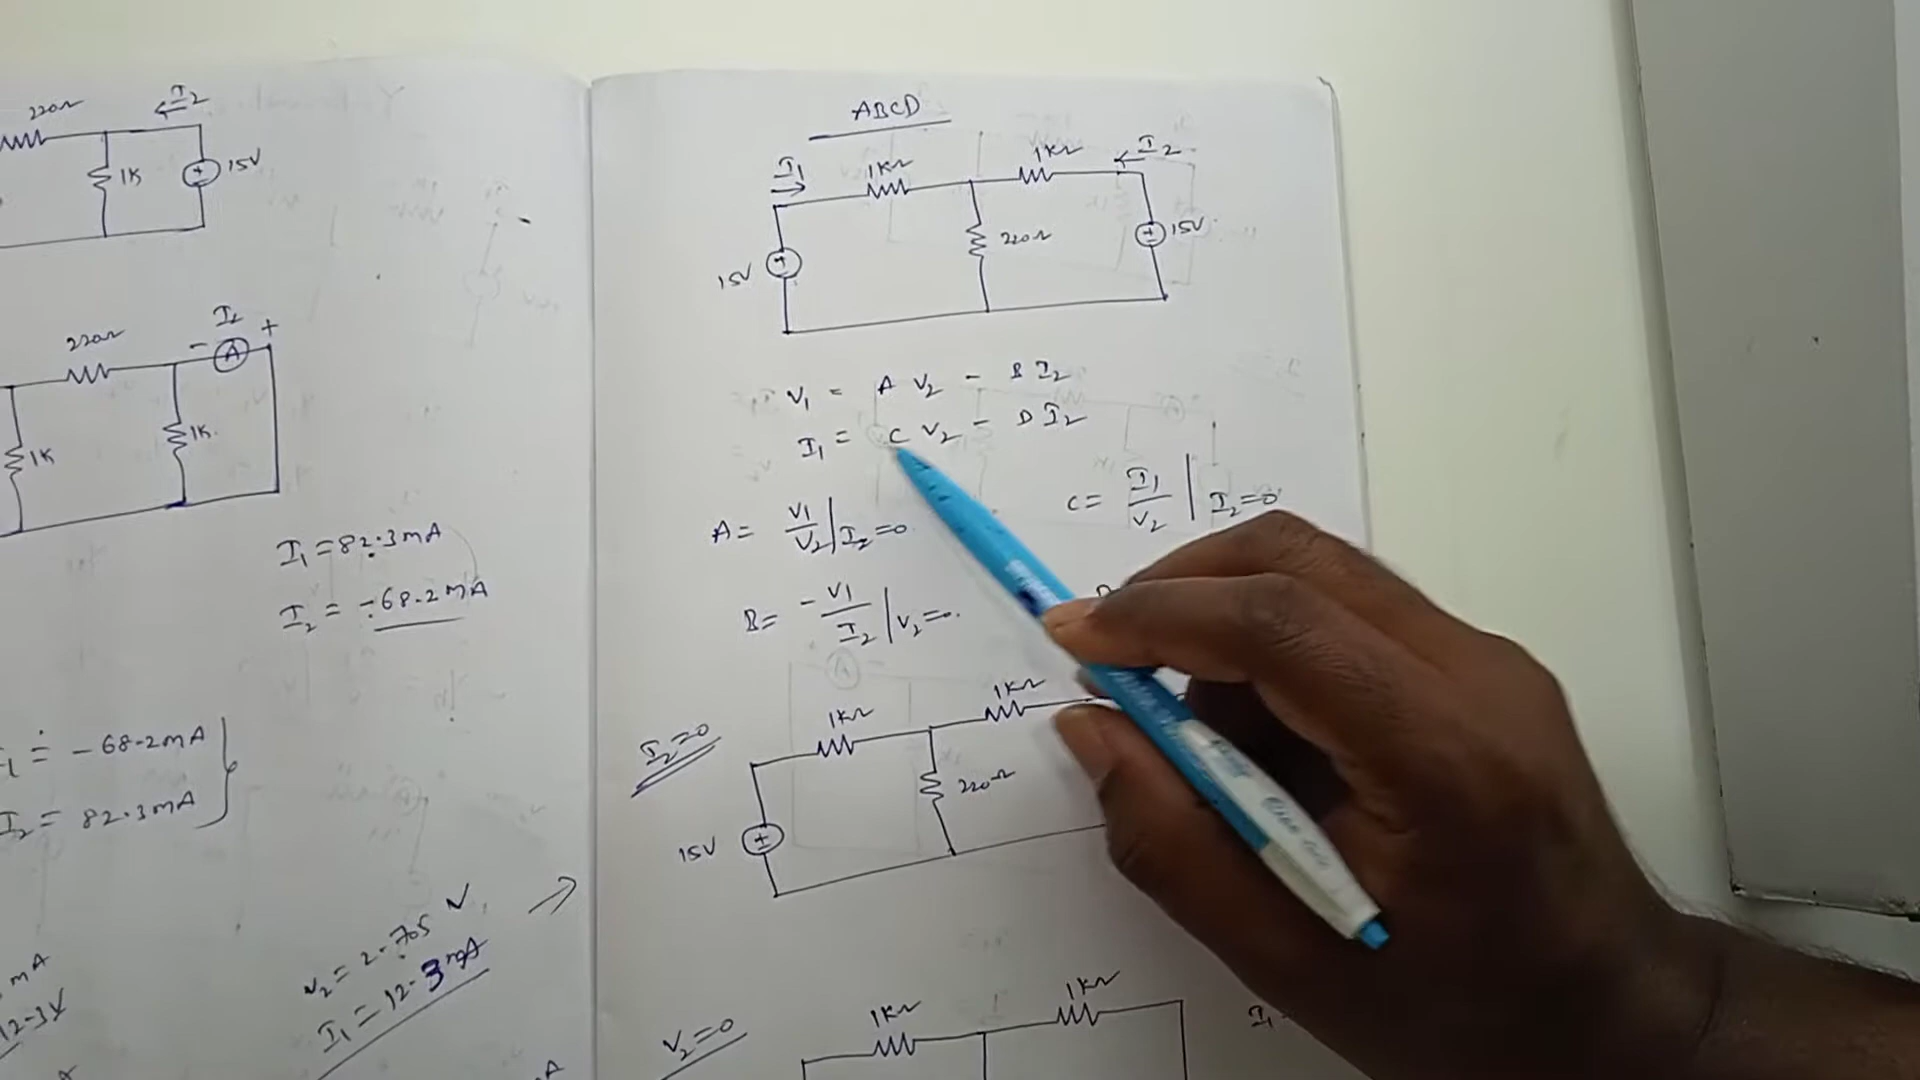 220Ω
I2
1K
15V
220Ω
I2
- A +
1K
1K
I1 = 82.3mA
I2 = -68.2mA
= -68.2mA
I2 = 82.3mA
V2 = 2.705 V
I1 = 12.3mA
mA
ABCD
I1
1KΩ
1KΩ
I2
15V
220Ω
15V
V1 = A V2 - B I2
I1 = C V2 - D I2
A = V1/V2 | I2=0
C = I1/V2 | I2=0
B = -V1/I2 | V2=0
I2=0
1KΩ
1KΩ
220Ω
15V
V2=0
1KΩ
1KΩ